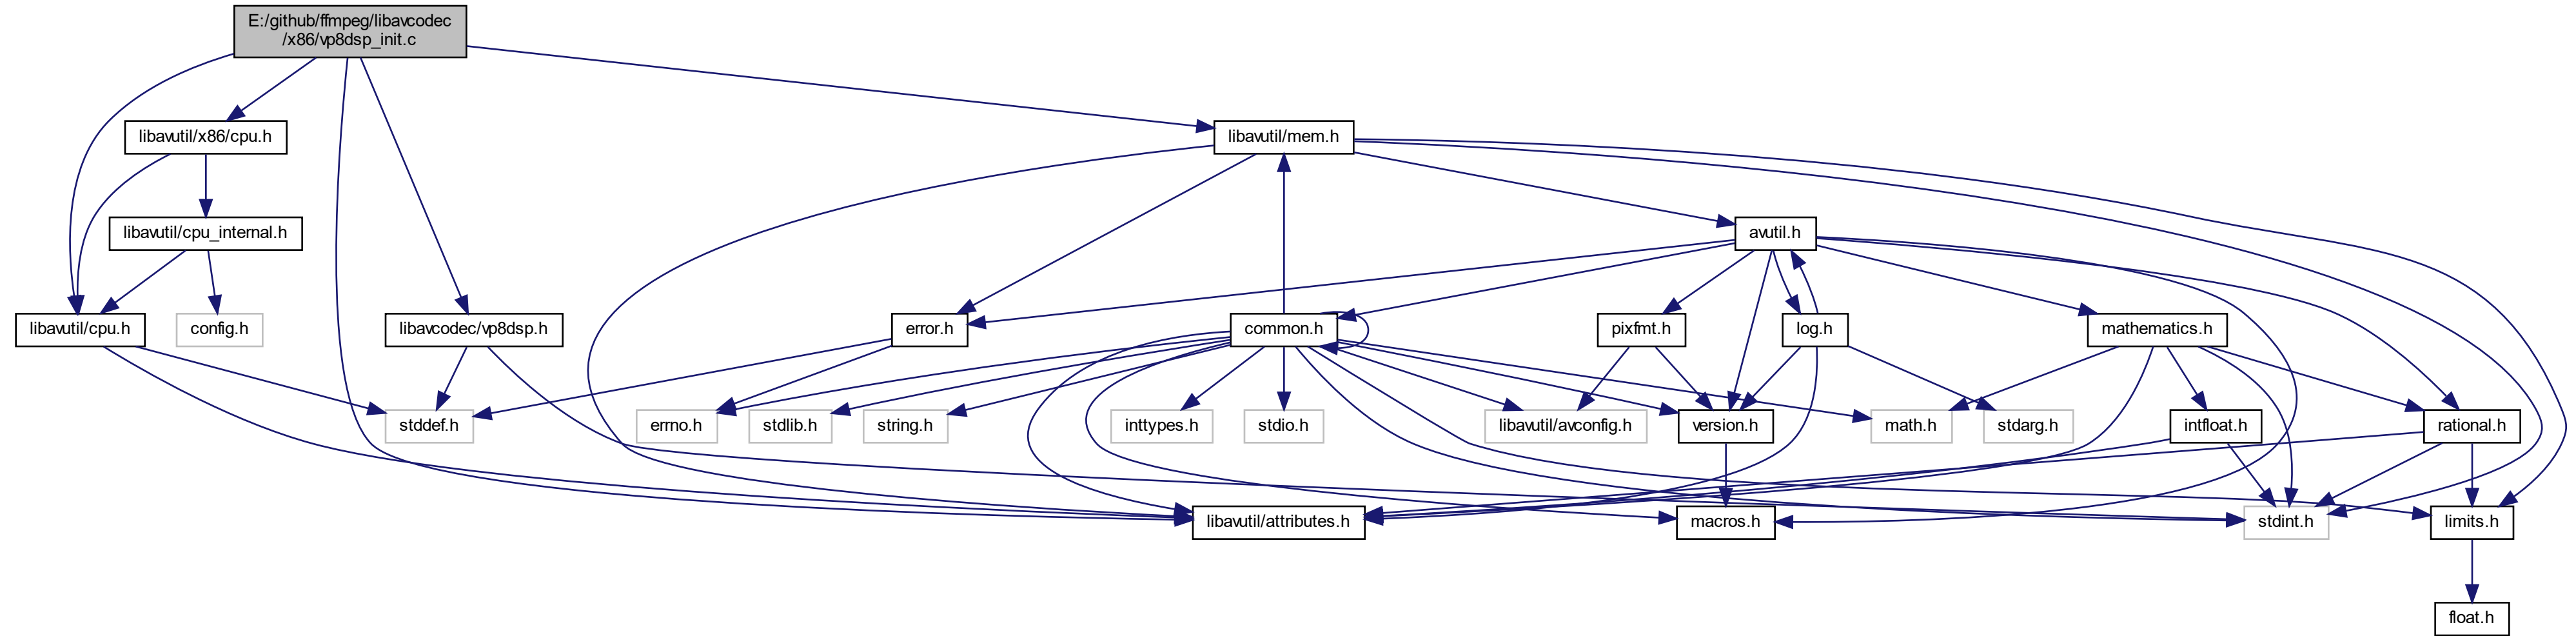 E:/github/ffmpeg/libavcodec
/x86/vp8dsp_init.c
libavutil/x86/cpu.h
libavutil/mem.h
libavutil/cpu_internal.h
avutil.h
libavutil/cpu.h
config.h
libavcodec/vp8dsp.h
error.h
common.h
pixfmt.h
log.h
mathematics.h
stddef.h
errno.h
stdlib.h
string.h
inttypes.h
stdio.h
libavutil/avconfig.h
version.h
math.h
stdarg.h
intfloat.h
rational.h
libavutil/attributes.h
macros.h
stdint.h
limits.h
float.h